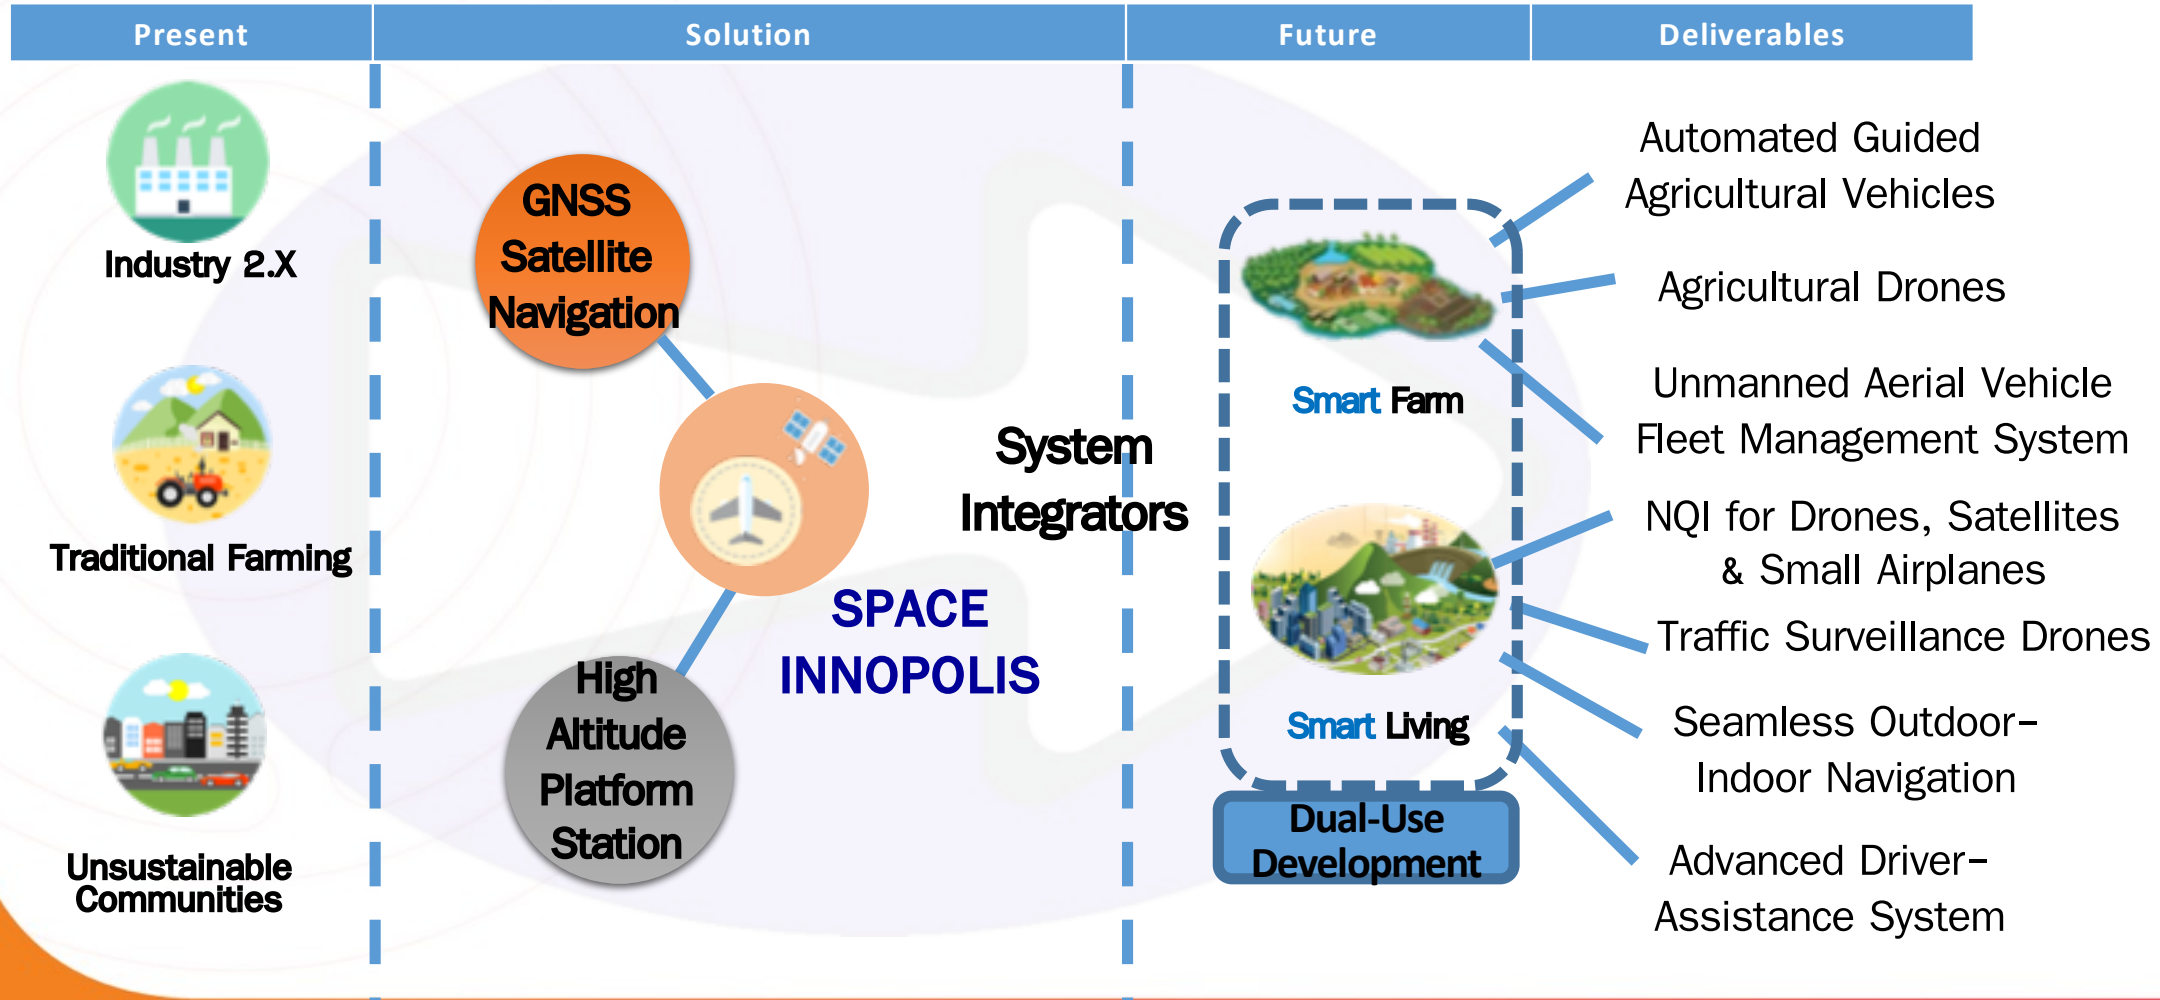 Present
Solution
Future
Deliverables
Industry 2.X
Traditional Farming
Unsustainable
Communities
GNSS
Satellite
Navigation
High
Altitude
Platform
Station
SPACE
INNOPOLIS
System
Integrators
Smart Farm
Smart Living
Dual-Use
Development
Automated Guided
Agricultural Vehicles
Agricultural Drones
Unmanned Aerial Vehicle
Fleet Management System
NQI for Drones, Satellites
& Small Airplanes
Traffic Surveillance Drones
Seamless Outdoor–
Indoor Navigation
Advanced Driver–
Assistance System